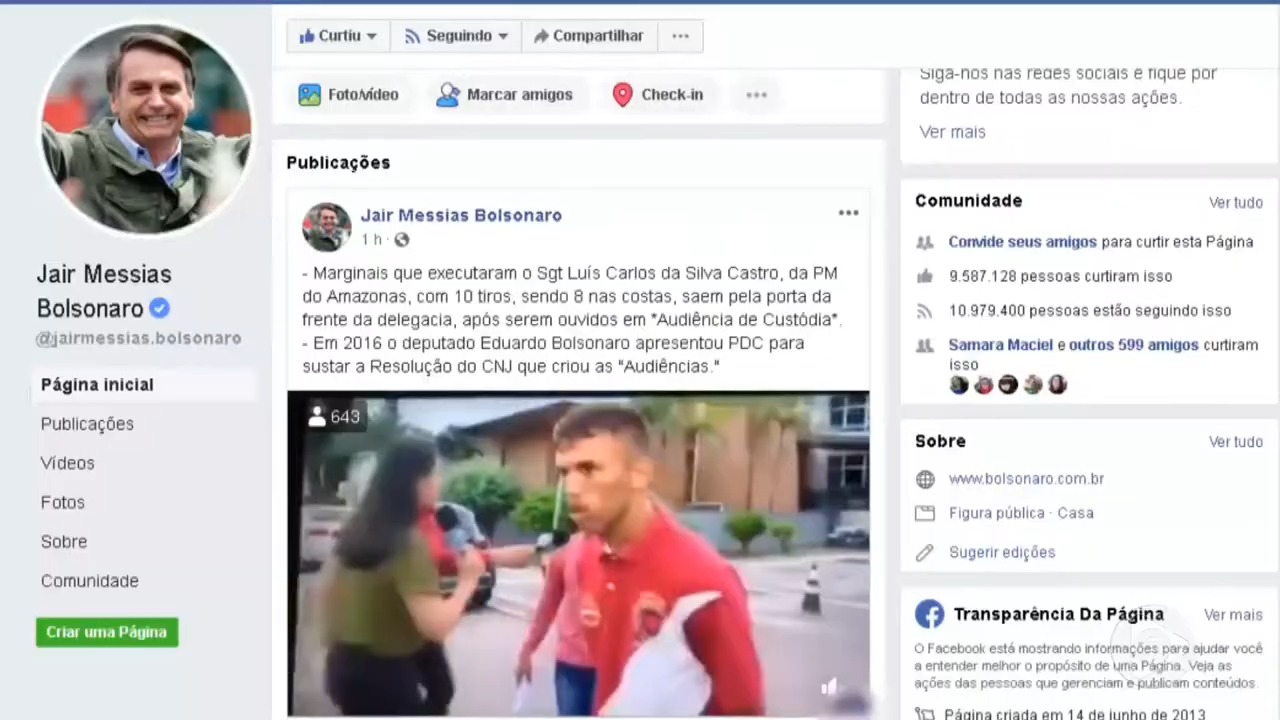 Curtiu
Seguindo
Compartilhar
Foto/vídeo
Marcar amigos
Check-in
Publicações
Jair Messias Bolsonaro
1 h ·
- Marginais que executaram o Sgt Luís Carlos da Silva Castro, da PM
do Amazonas, com 10 tiros, sendo 8 nas costas, saem pela porta da
frente da delegacia, após serem ouvidos em "Audiência de Custódia".
- Em 2016 o deputado Eduardo Bolsonaro apresentou PDC para
sustar a Resolução do CNJ que criou as "Audiências."
643
Jair Messias
Bolsonaro
@jairmessias.bolsonaro
Página inicial
Publicações
Vídeos
Fotos
Sobre
Comunidade
Criar uma Página
Siga-nos nas redes sociais e fique por
dentro de todas as nossas ações.
Ver mais
Comunidade
Ver tudo
Convide seus amigos para curtir esta Página
9.587.128 pessoas curtiram isso
10.979.400 pessoas estão seguindo isso
Samara Maciel e outros 599 amigos curtiram
isso
Sobre
Ver tudo
www.bolsonaro.com.br
Figura pública · Casa
Sugerir edições
Transparência Da Página
Ver mais
O Facebook está mostrando informações para ajudar você
a entender melhor o propósito de uma Página. Veja as
ações das pessoas que gerenciam e publicam conteúdos.
Página criada em 14 de junho de 2013